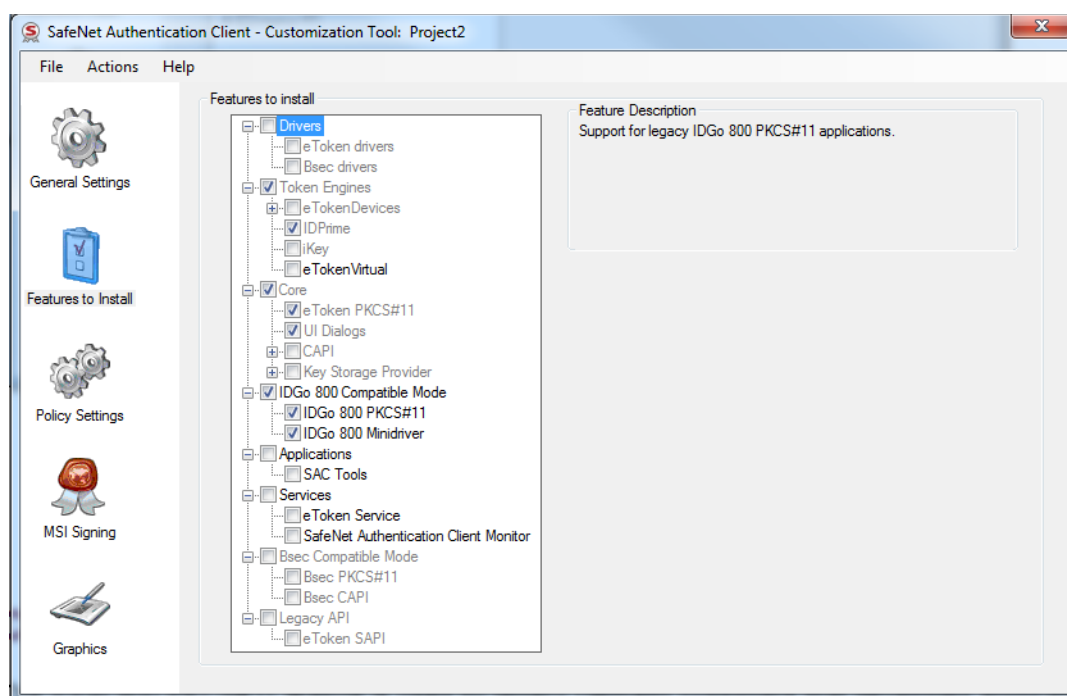 SafeNet Authentication Client - Customization Tool: Project2
File Actions Help
General Settings
Features to Install
Policy Settings
MSI Signing
Graphics
Features to install
Drivers
eToken drivers
Bsec drivers
Token Engines
eTokenDevices
IDPrime
iKey
eTokenVirtual
Core
eToken PKCS#11
UI Dialogs
CAPI
Key Storage Provider
IDGo 800 Compatible Mode
IDGo 800 PKCS#11
IDGo 800 Minidriver
Applications
SAC Tools
Services
eToken Service
SafeNet Authentication Client Monitor
Bsec Compatible Mode
Bsec PKCS#11
Bsec CAPI
Legacy API
eToken SAPI
Feature Description
Support for legacy IDGo 800 PKCS#11 applications.